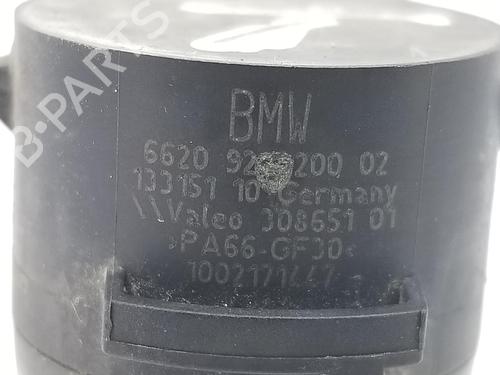 B-PARTS
BMW
6620 200 02
133151 10 Germany
\\Valeo 308651 01
>PA66-GF30<